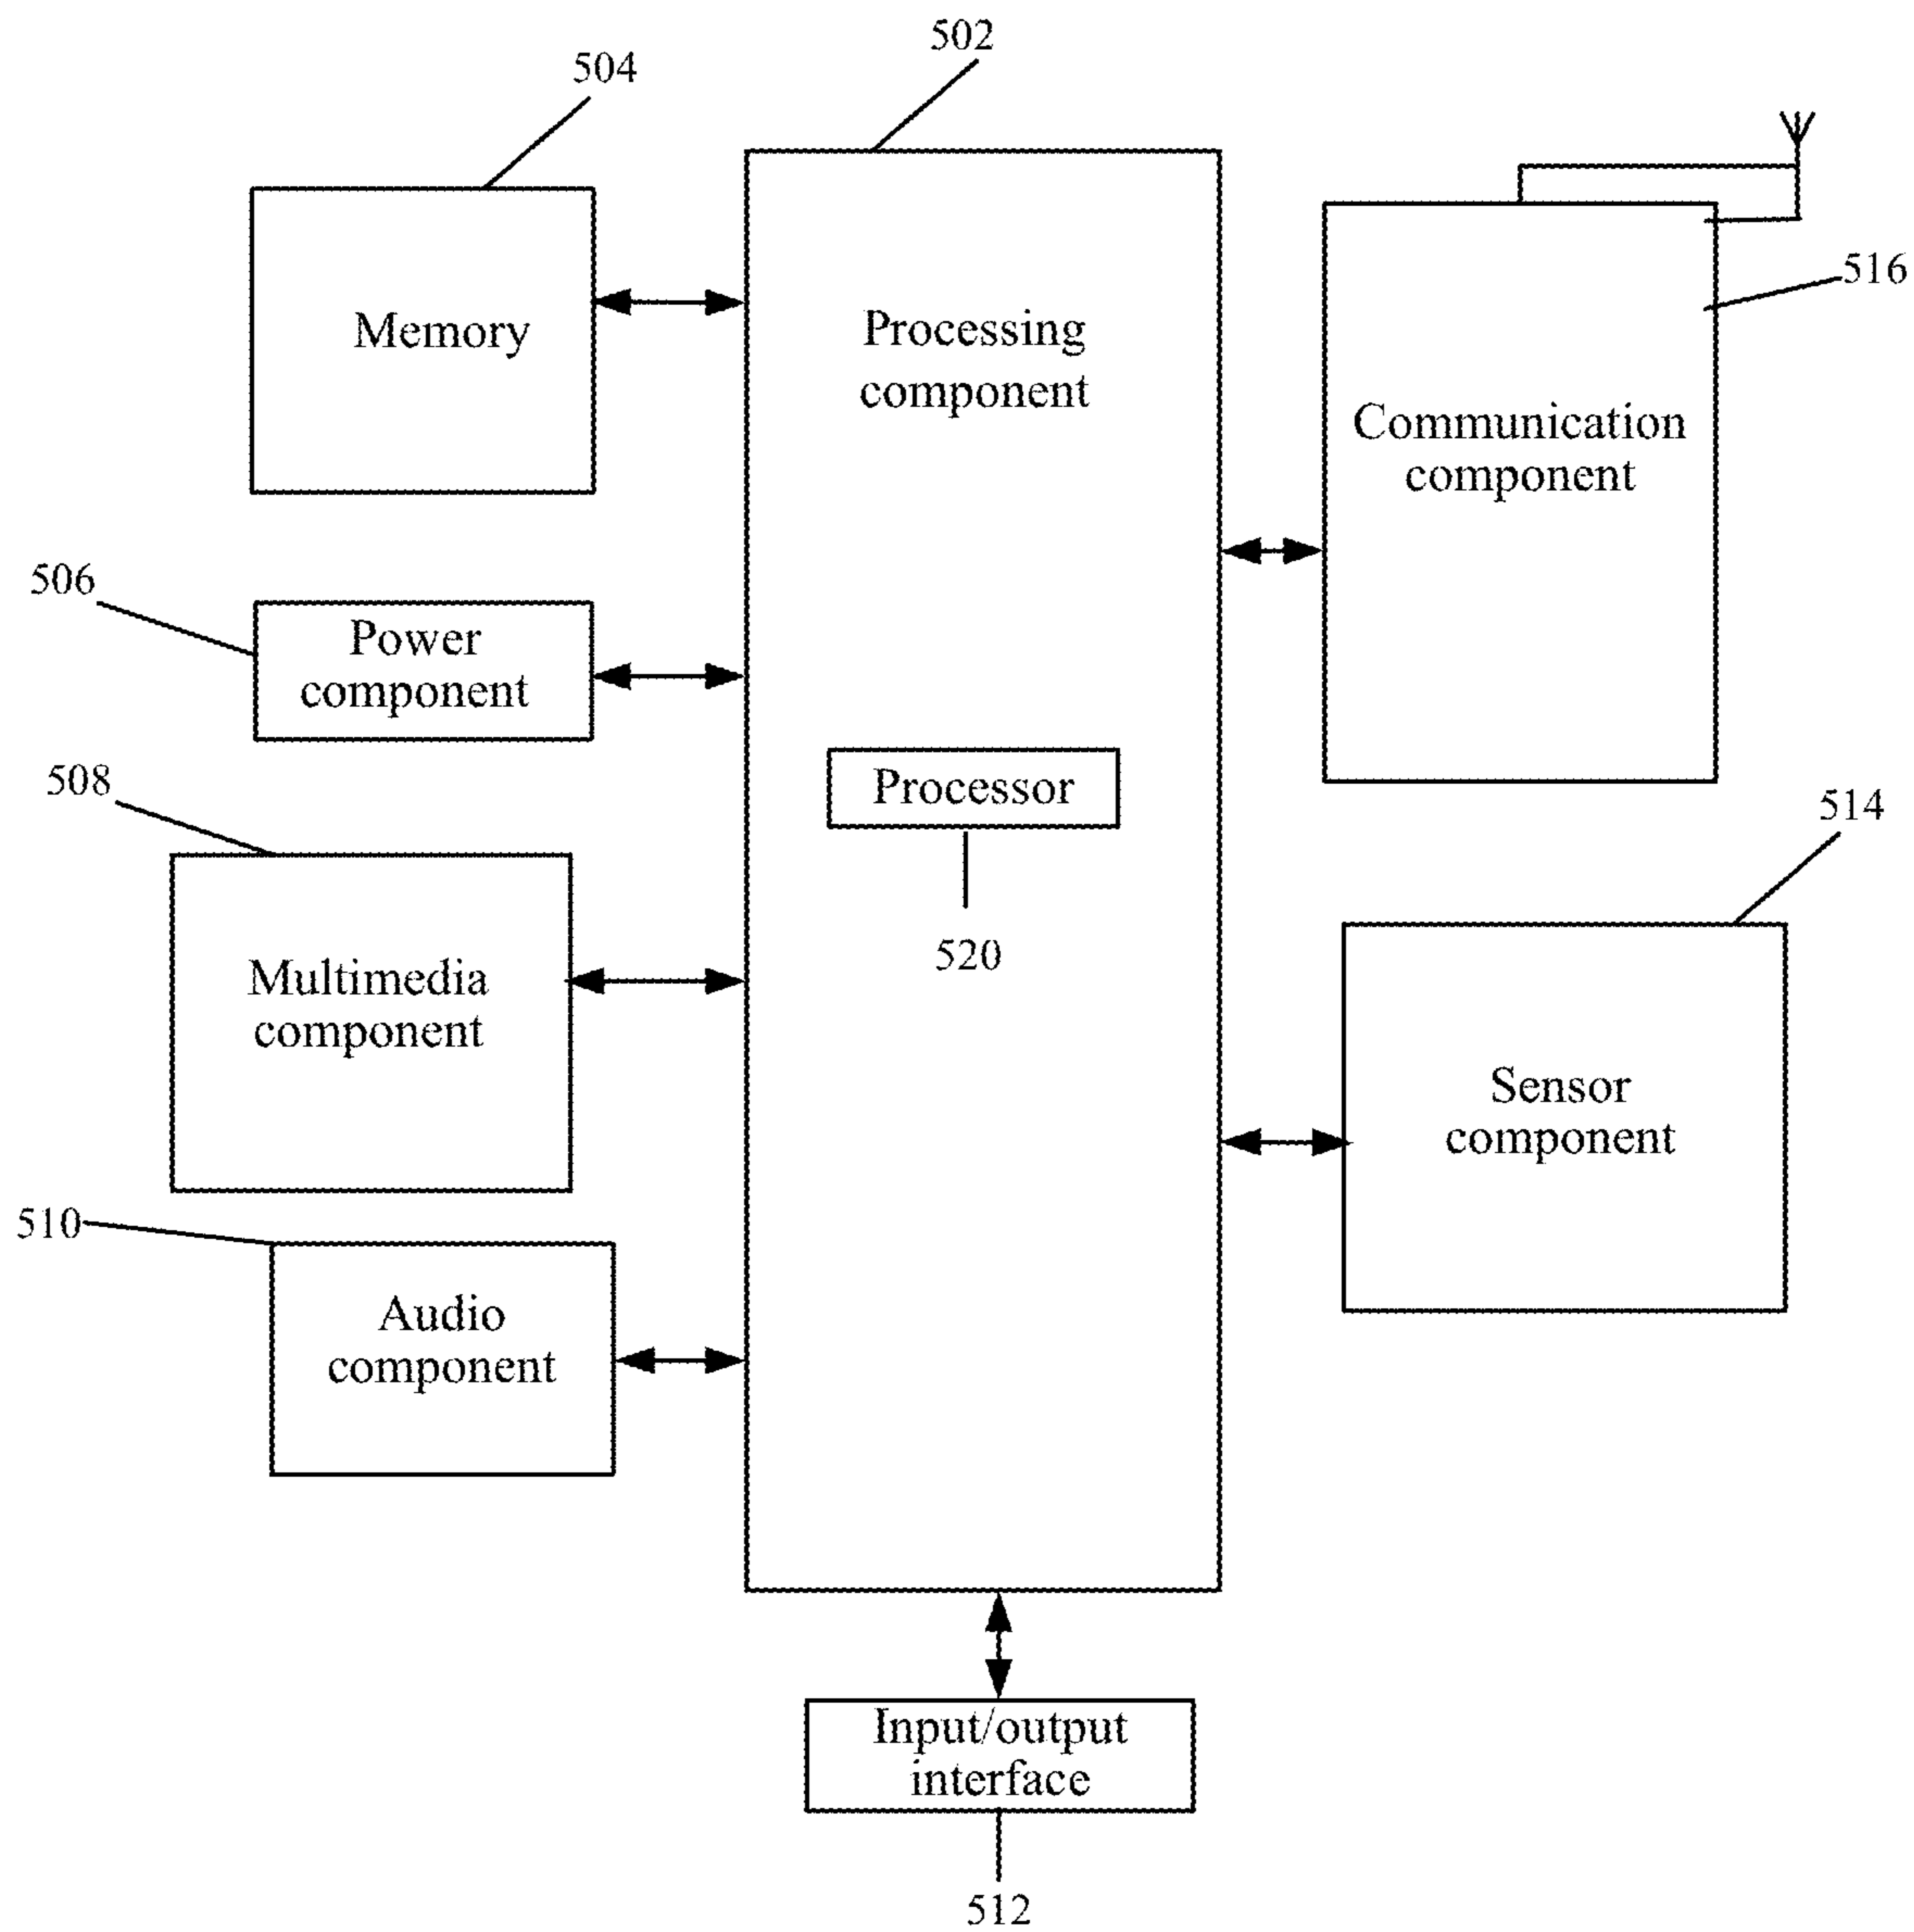 502
504
516
Memory
Processing
component
Communication
component
506
Power
component
508
Processor
514
520
Multimedia
component
Sensor
component
510
Audio
component
Input/output
interface
512